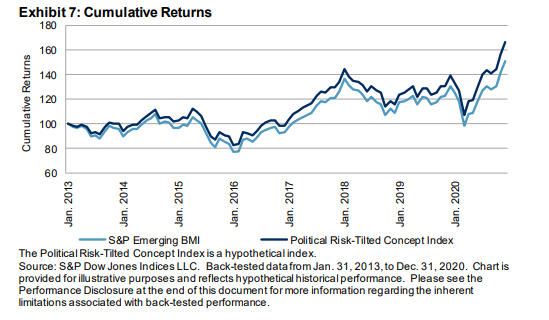 Exhibit 7: Cumulative Returns
180
160
140
120
100
80
60
Cumulative Returns
Jan. 2013
Jan. 2014
Jan. 2015
Jan. 2016
Jan. 2017
Jan. 2018
Jan. 2019
Jan. 2020
S&P Emerging BMI
Political Risk-Tilted Concept Index
The Political Risk-Tilted Concept Index is a hypothetical index.
Source: S&P Dow Jones Indices LLC. Back-tested data from Jan. 31, 2013, to Dec. 31, 2020. Chart is
provided for illustrative purposes and reflects hypothetical historical performance. Please see the
Performance Disclosure at the end of this document for more information regarding the inherent
limitations associated with back-tested performance.